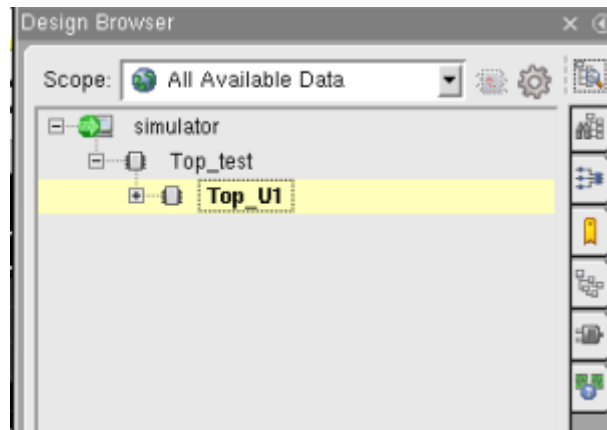 Design Browser
Scope: All Available Data
simulator
Top_test
Top_U1